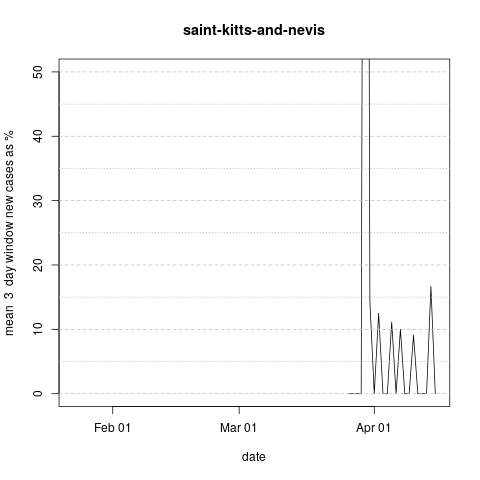 saint-kitts-and-nevis
mean  3  day window new cases as %
50
40
30
20
10
0
Feb 01
Mar 01
Apr 01
date